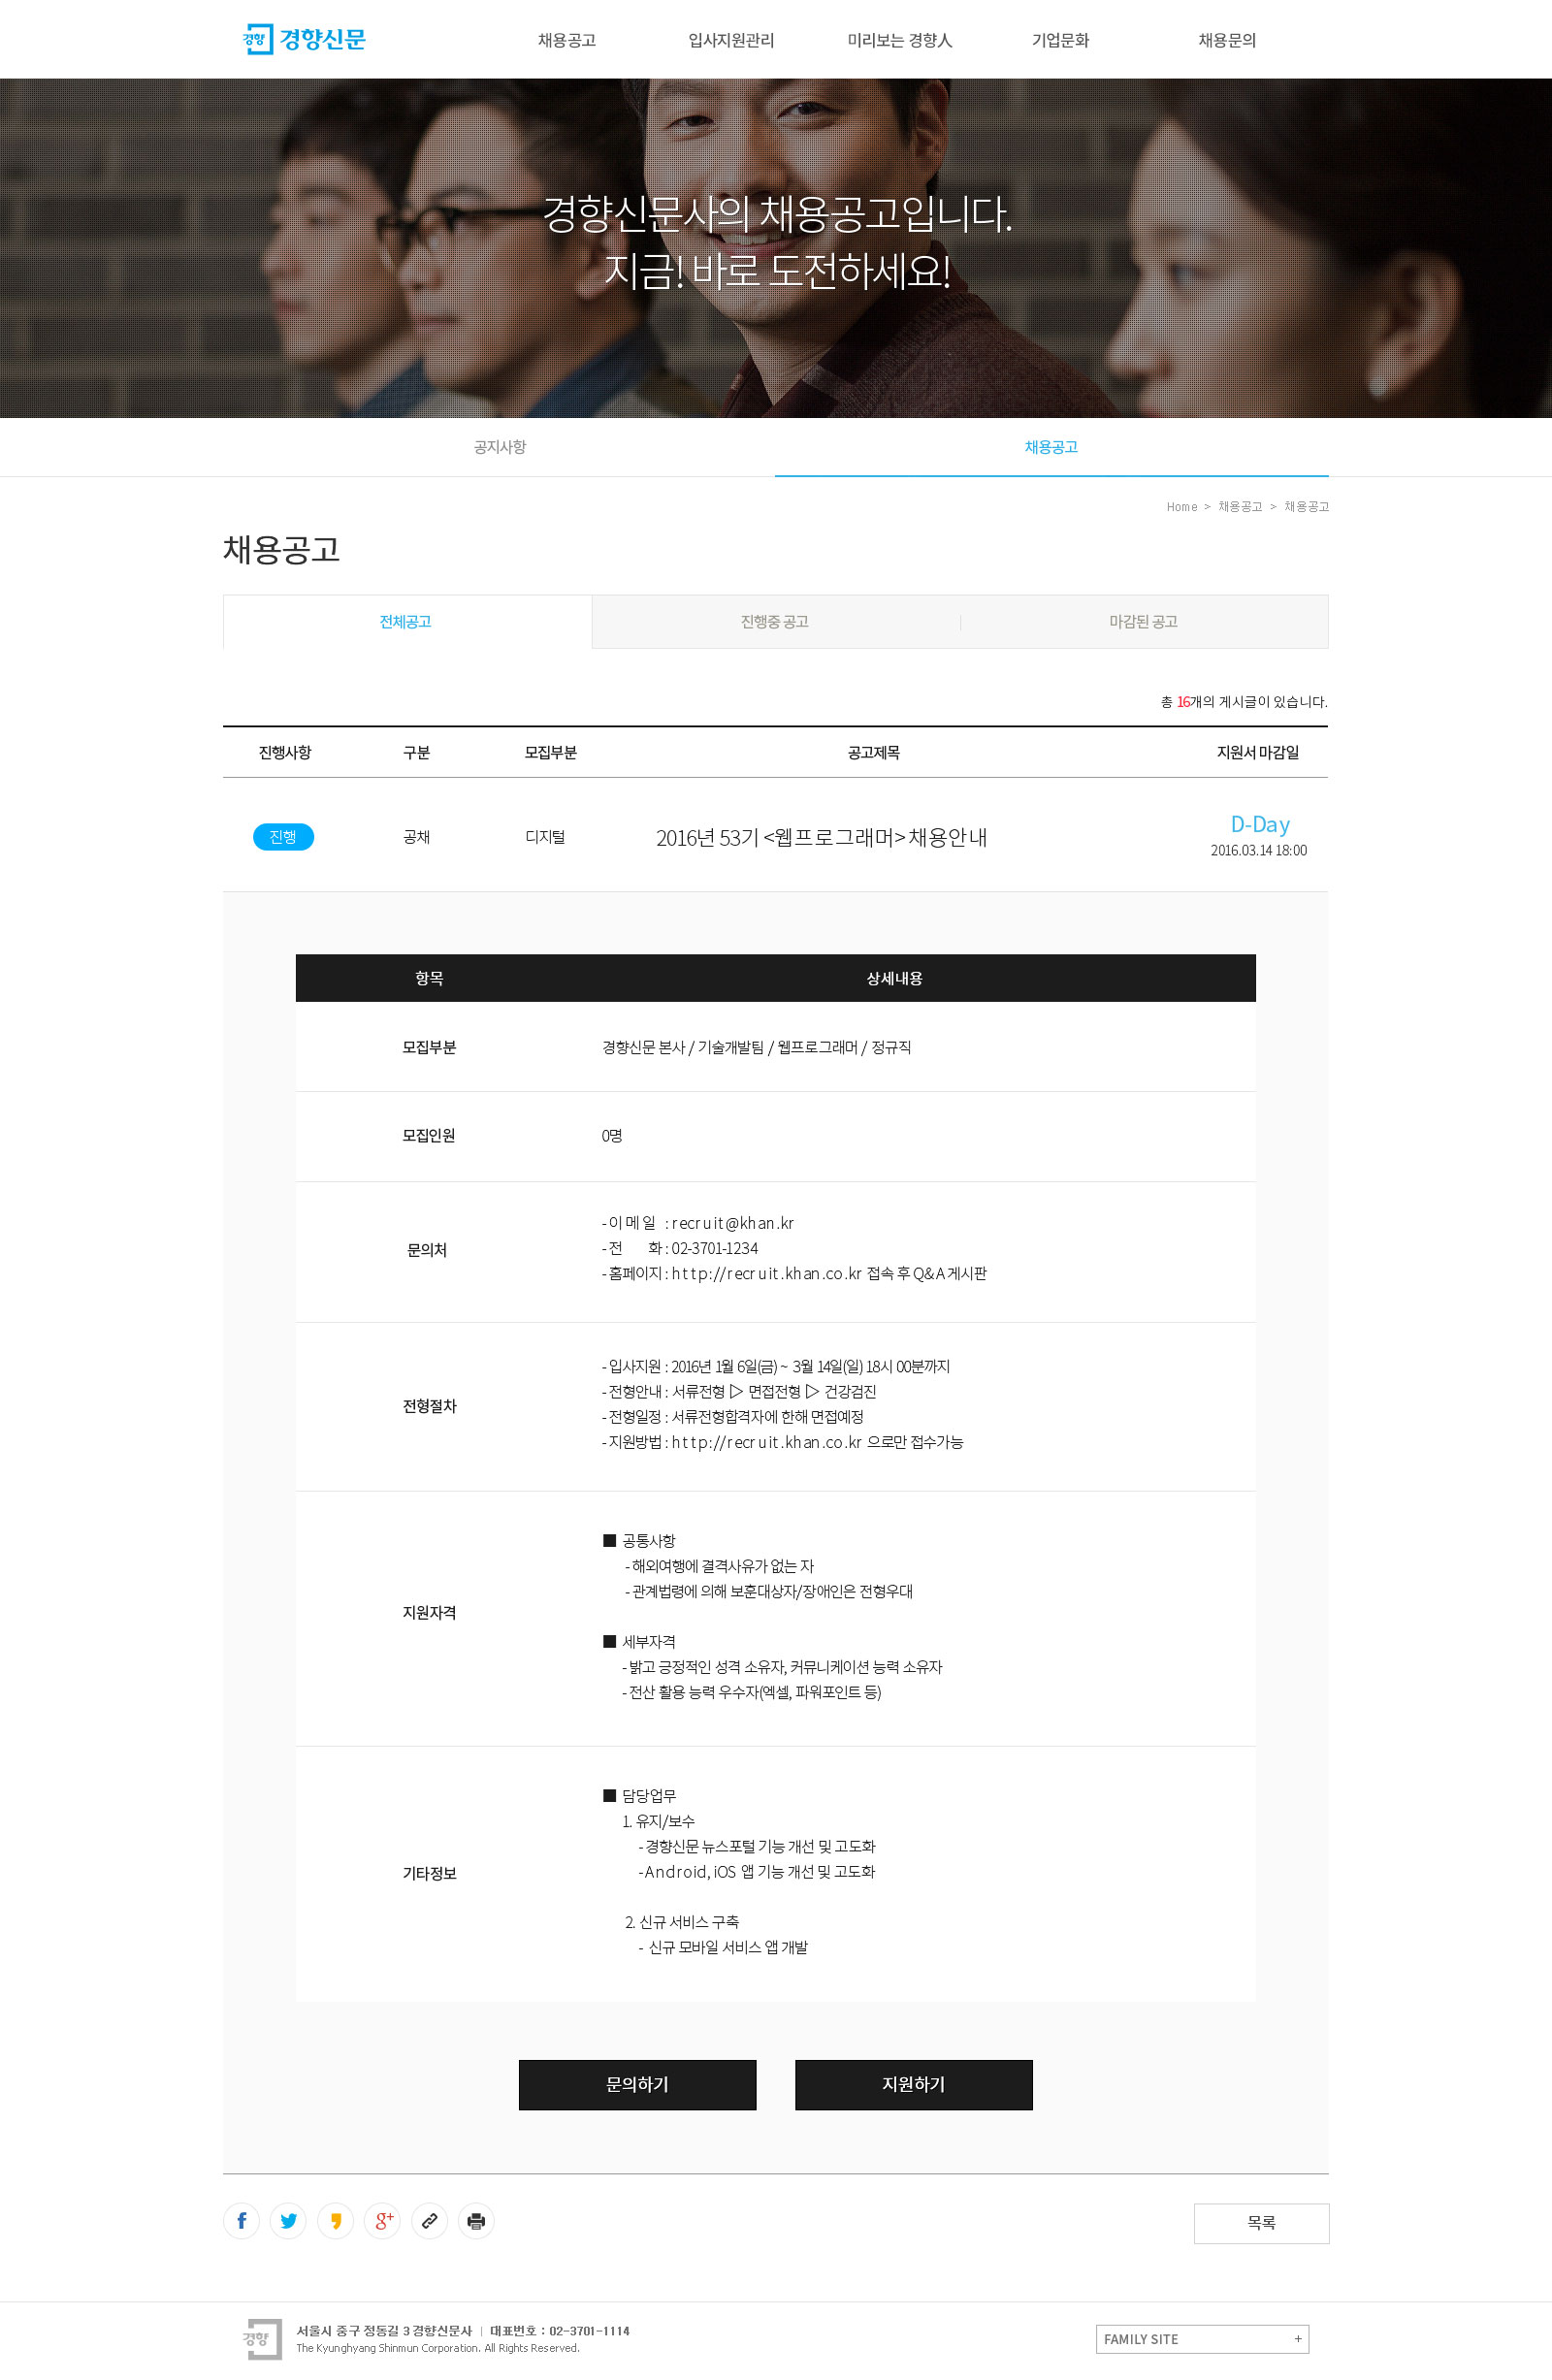 경향 경향신문
채용공고 입사지원관리 미리보는 경향人 기업문화 채용문의
경향신문사의 채용공고입니다.
지금! 바로 도전하세요!
공지사항 채용공고
Home > 채용공고 > 채용공고
채용공고
전체공고 진행중 공고 마감된 공고
총 16개의 게시글이 있습니다.
진행사항 구분 모집부분 공고제목 지원서 마감일
진행 공채 디지털 2016년 53기 <웹프로그래머> 채용안내 D-Day
2016.03.14 18:00
항목 상세내용
모집부분 경향신문 본사 / 기술개발팀 / 웹프로그래머 / 정규직
모집인원 0명
문의처
- 이 메 일 : recruit@khan.kr
- 전 화 : 02-3701-1234
- 홈페이지 : http://recruit.khan.co.kr 접속 후 Q&A 게시판
전형절차
- 입사지원 : 2016년 1월 6일(금) ~ 3월 14일(일) 18시 00분까지
- 전형안내 : 서류전형 ▷ 면접전형 ▷ 건강검진
- 전형일정 : 서류전형합격자에 한해 면접예정
- 지원방법 : http://recruit.khan.co.kr 으로만 접수가능
지원자격
■ 공통사항
- 해외여행에 결격사유가 없는 자
- 관계법령에 의해 보훈대상자/장애인은 전형우대
■ 세부자격
- 밝고 긍정적인 성격 소유자, 커뮤니케이션 능력 소유자
- 전산 활용 능력 우수자(엑셀, 파워포인트 등)
기타정보
■ 담당업무
1. 유지/보수
- 경향신문 뉴스포털 기능 개선 및 고도화
- Android, iOS 앱 기능 개선 및 고도화
2. 신규 서비스 구축
- 신규 모바일 서비스 앱 개발
문의하기 지원하기
목록
경향 서울시 중구 정동길 3 경향신문사 | 대표번호 : 02-3701-1114
The Kyunghyang Shinmun Corporation. All Rights Reserved.
FAMILY SITE +